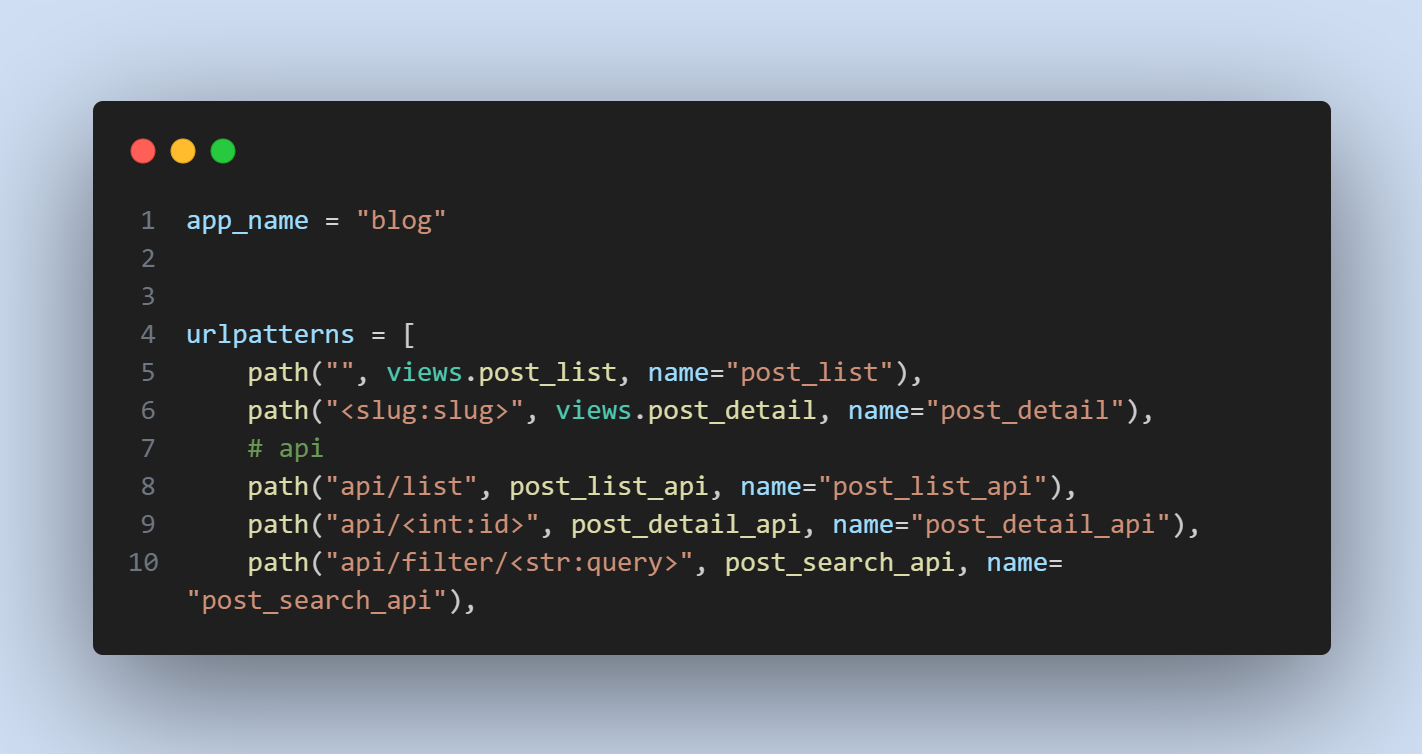 1 app_name = "blog"
2
3
4 urlpatterns = [
5     path("", views.post_list, name="post_list"),
6     path("<slug:slug>", views.post_detail, name="post_detail"),
7     # api
8     path("api/list", post_list_api, name="post_list_api"),
9     path("api/<int:id>", post_detail_api, name="post_detail_api"),
10     path("api/filter/<str:query>", post_search_api, name=
"post_search_api"),